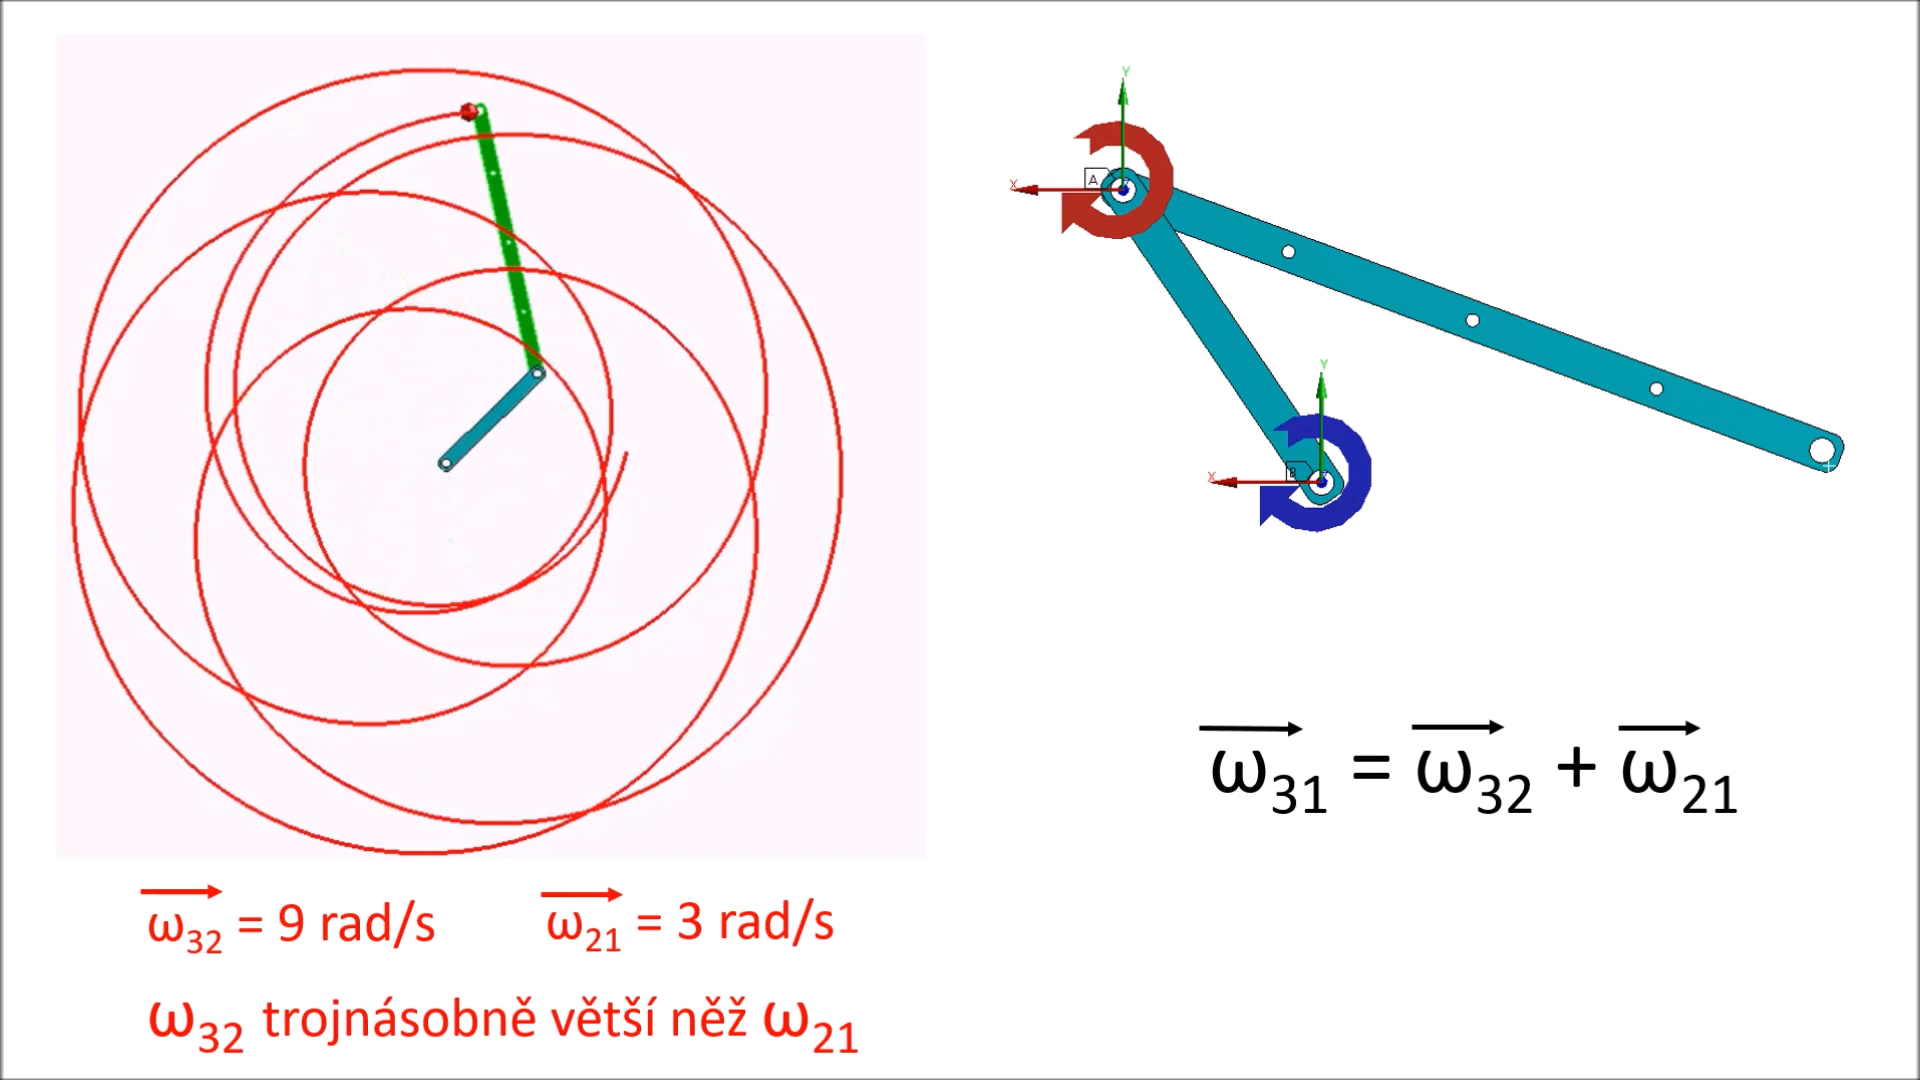 Y
A
X
Y
B
X
ω31 = ω32 + ω21
ω32 = 9 rad/s
ω21 = 3 rad/s
ω32 trojnásobně větší něž ω21